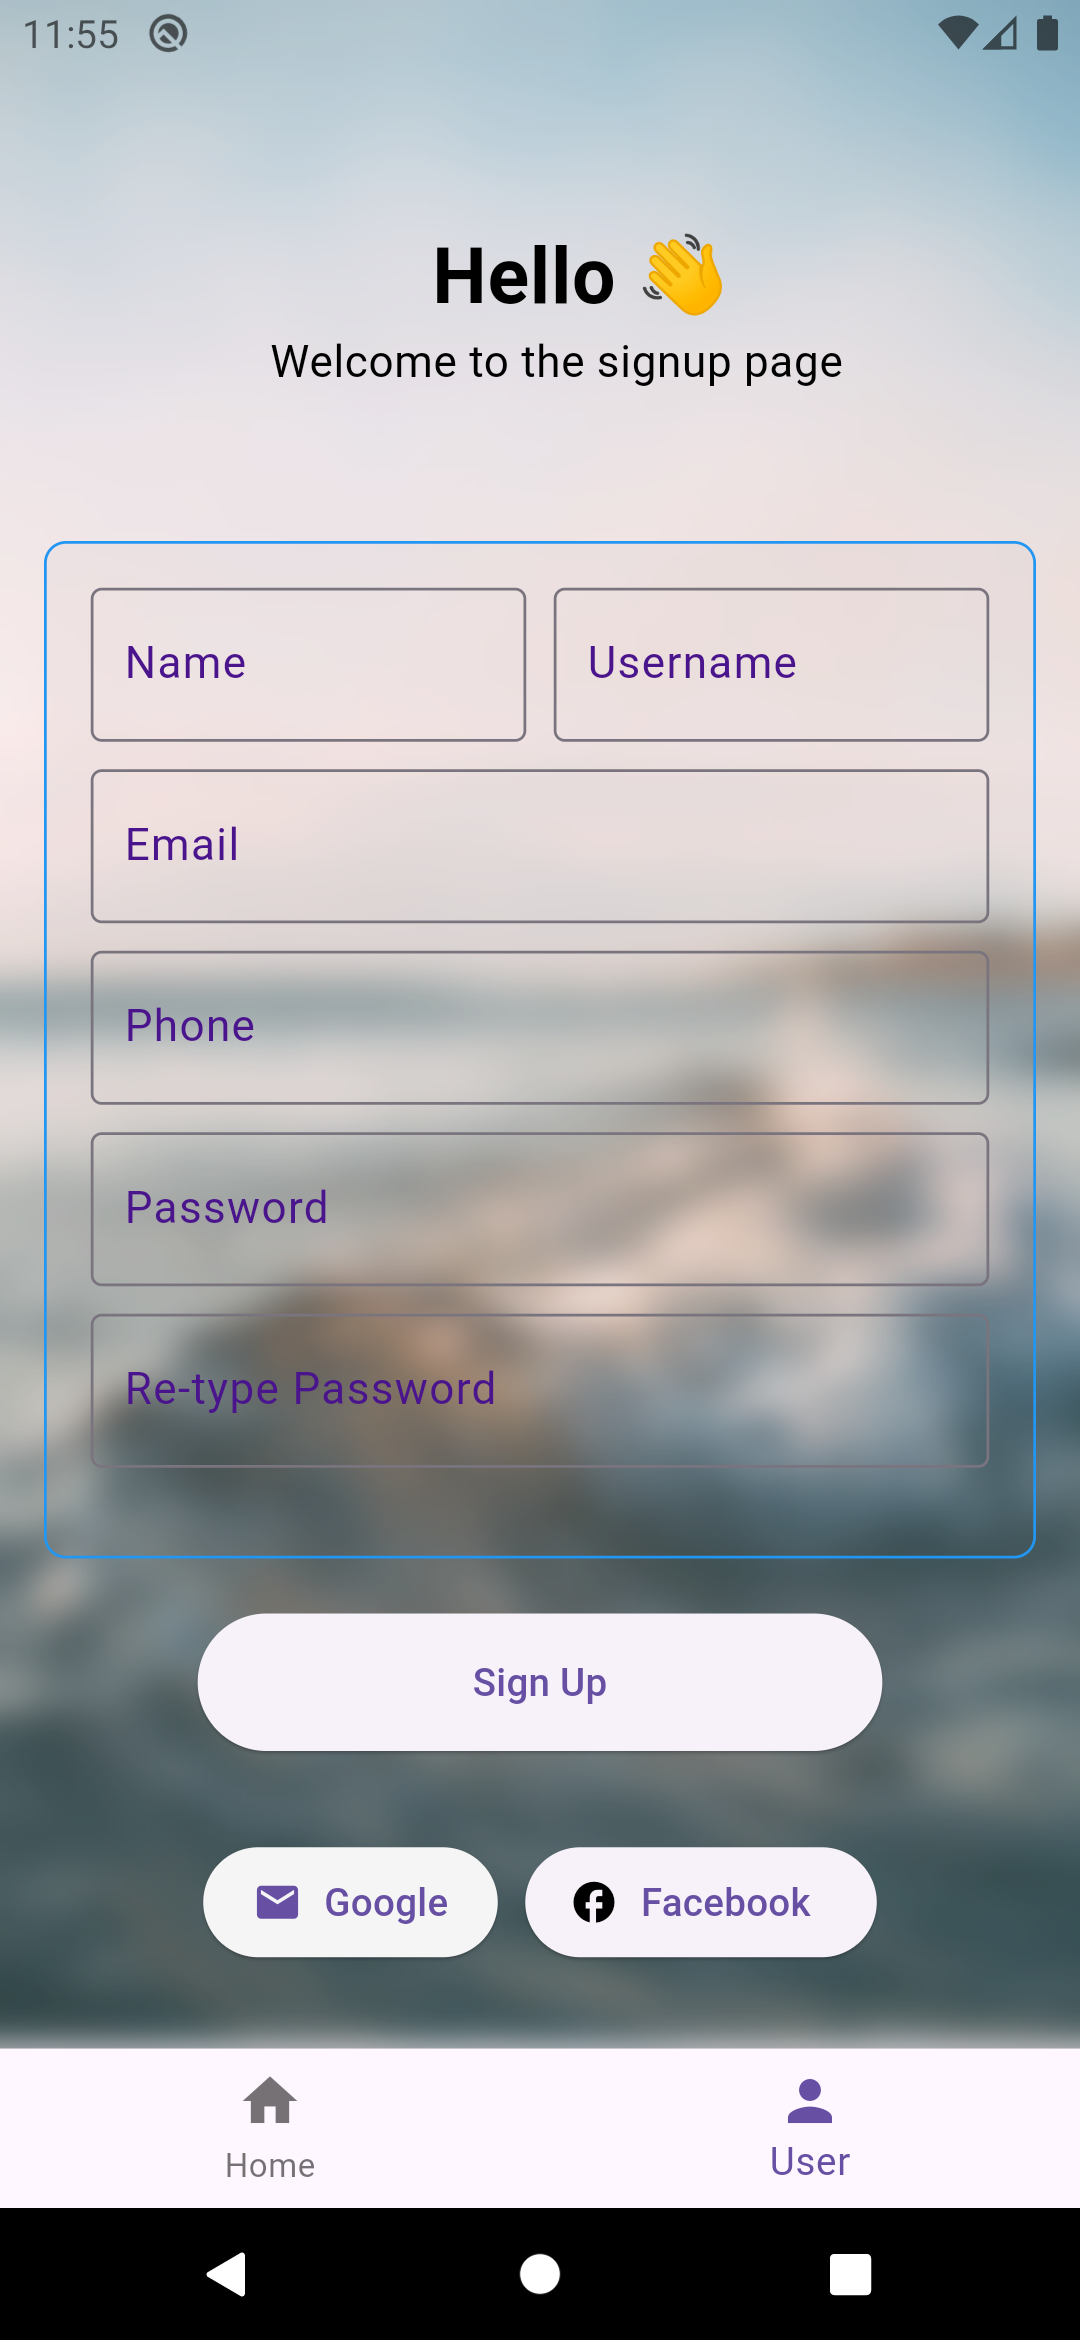 11:55
Hello 👋
Welcome to the signup page
Name
Username
Email
Phone
Password
Re-type Password
Sign Up
Google
Facebook
Home
User